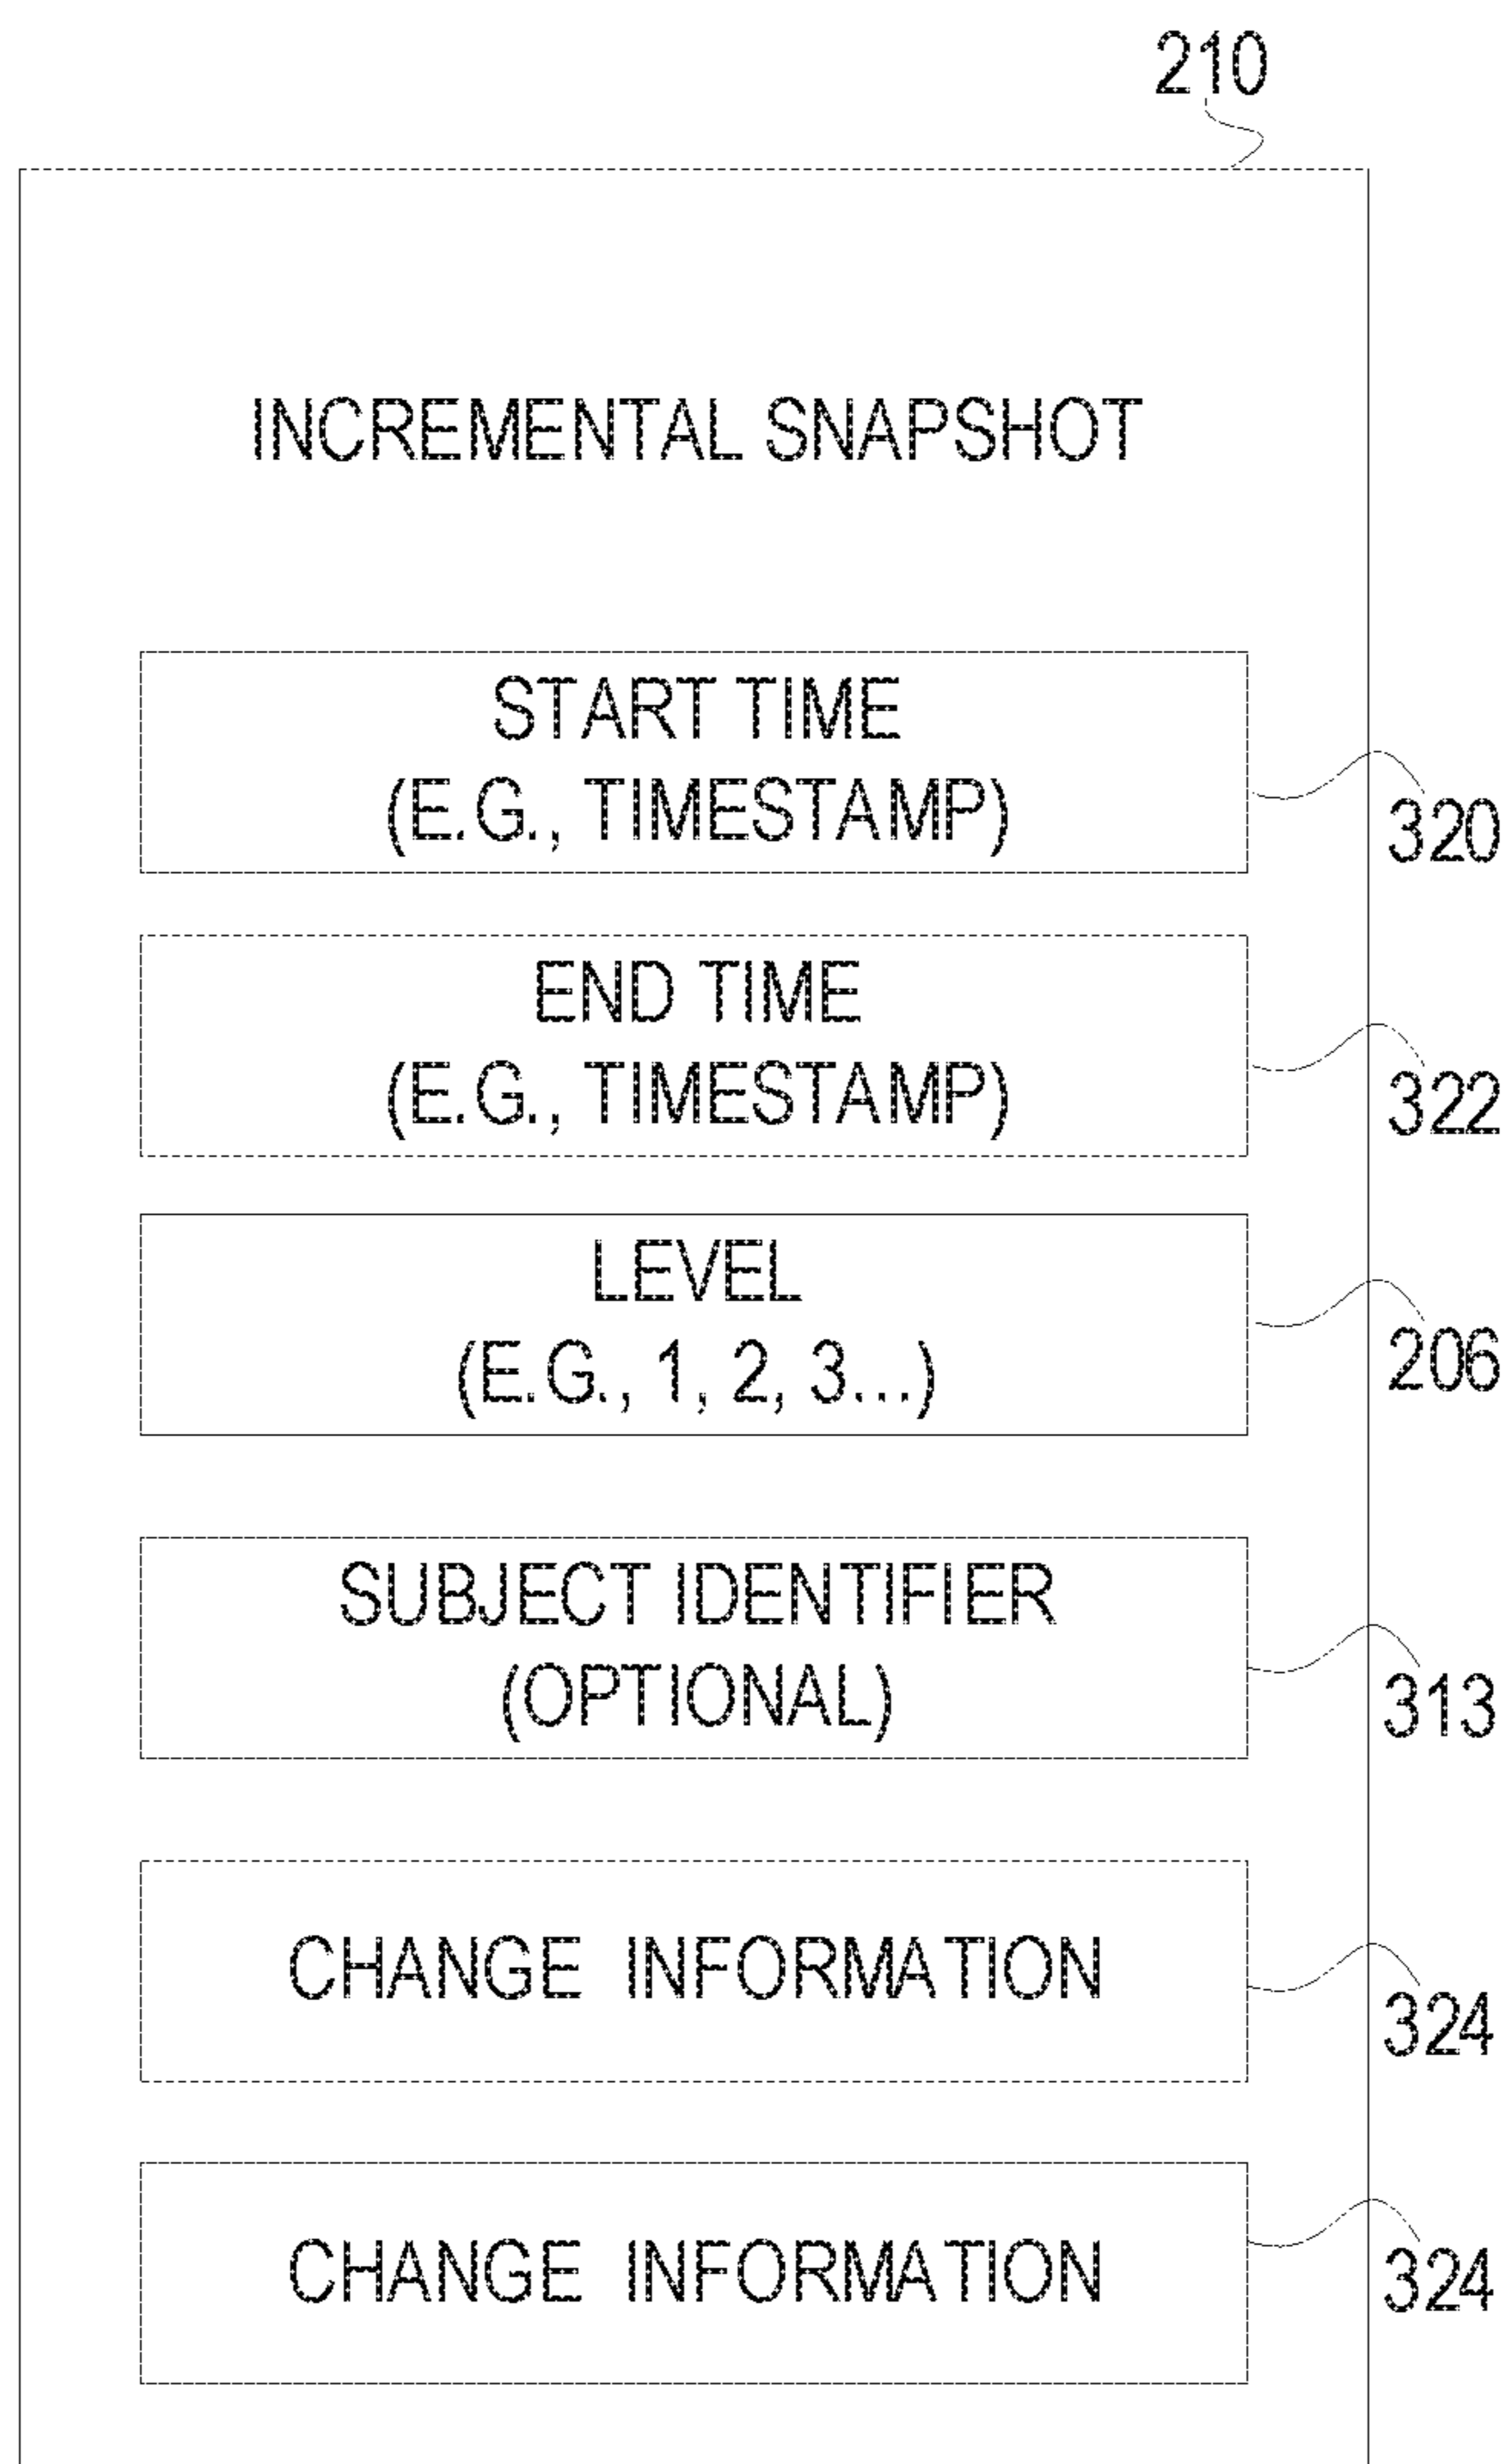 210
INCREMENTAL SNAPSHOT
START TIME
(E.G., TIMESTAMP)
320
END TIME
(E.G., TIMESTAMP)
322
LEVEL
(E.G., 1, 2, 3...)
206
SUBJECT IDENTIFIER
(OPTIONAL)
313
CHANGE INFORMATION
324
CHANGE INFORMATION
324